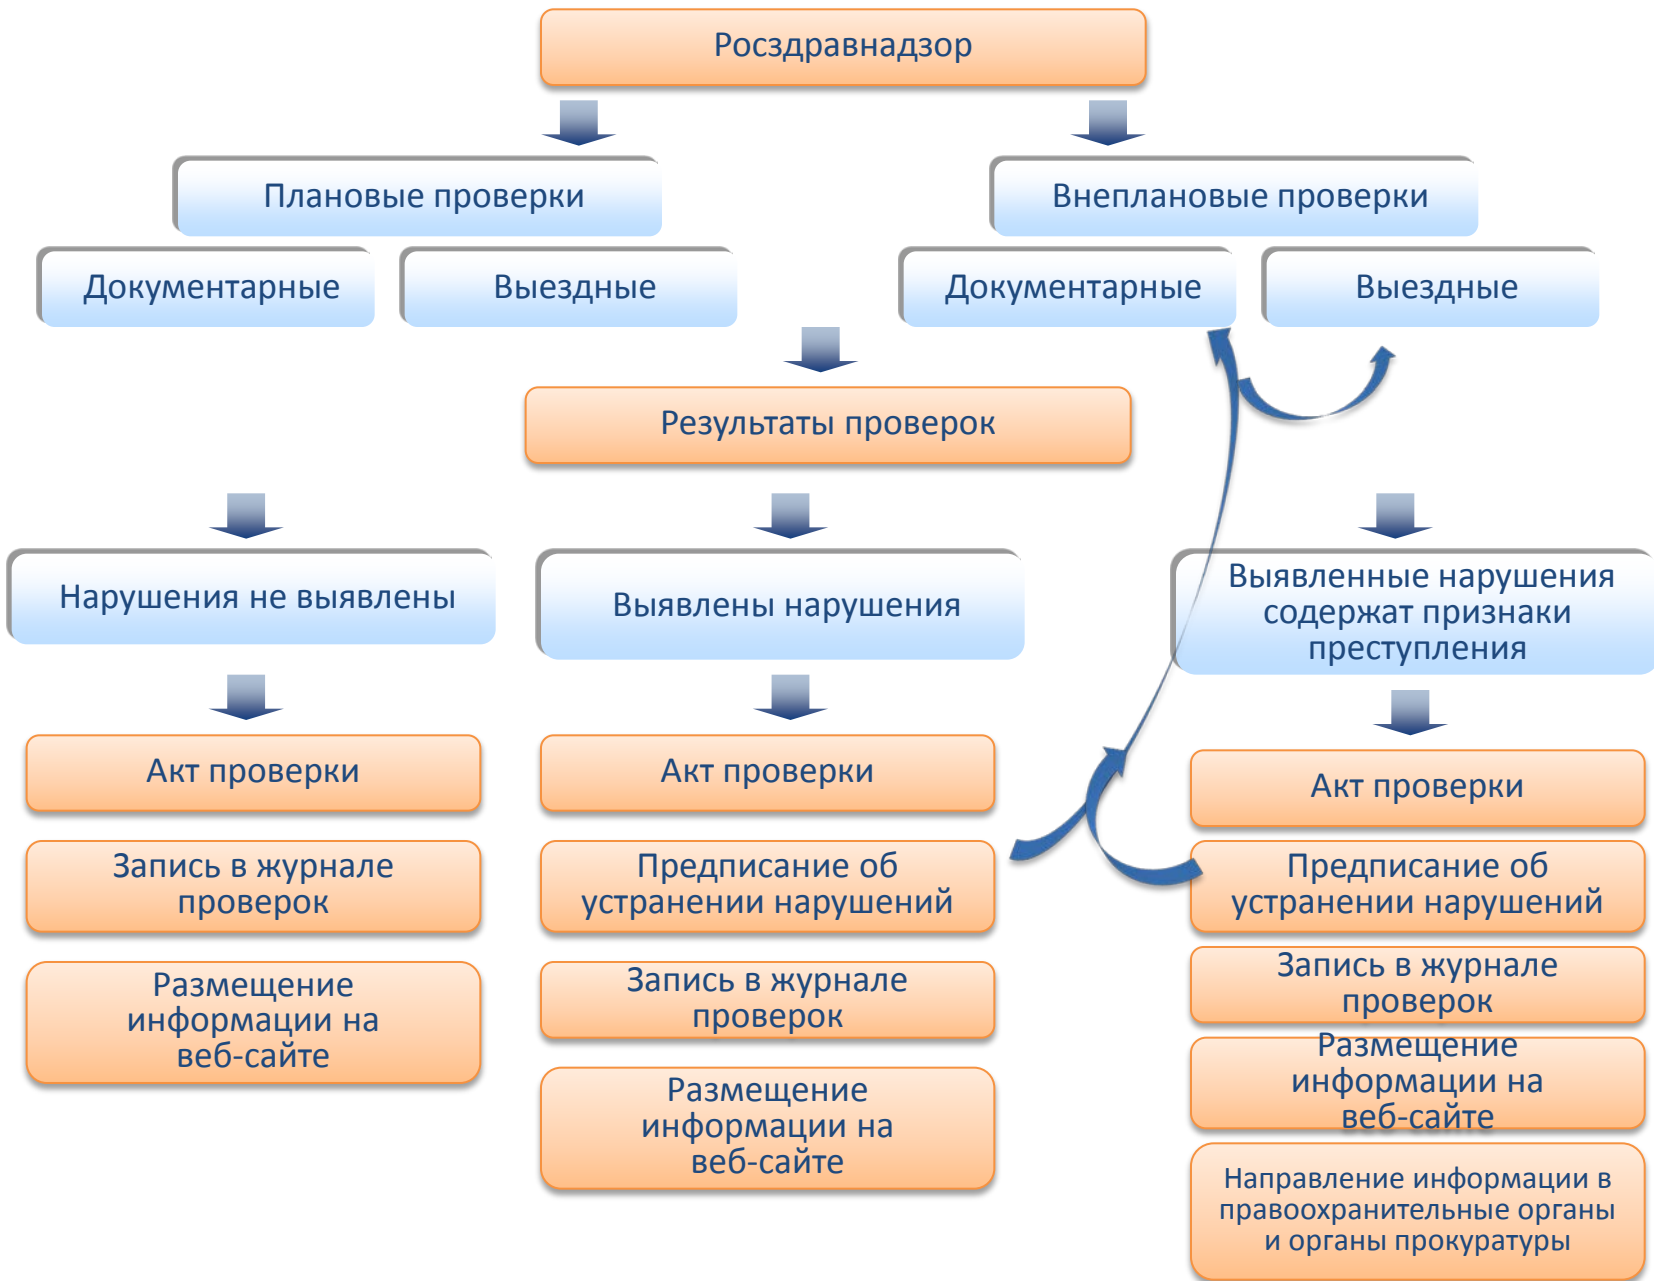 Росздравнадзор
Плановые проверки
Внеплановые проверки
Документарные
Выездные
Документарные
Выездные
Результаты проверок
Нарушения не выявлены
Выявлены нарушения
Выявленные нарушения
содержат признаки
преступления
Акт проверки
Запись в журнале
проверок
Размещение
информации на
веб-сайте
Акт проверки
Предписание об
устранении нарушений
Запись в журнале
проверок
Размещение
информации на
веб-сайте
Акт проверки
Предписание об
устранении нарушений
Запись в журнале
проверок
Размещение
информации на
веб-сайте
Направление информации в
правоохранительные органы
и органы прокуратуры